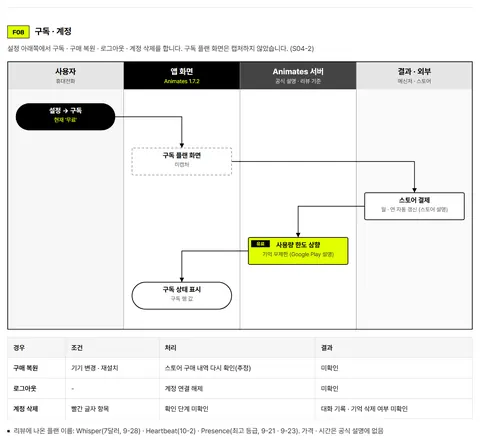 F08 구독 · 계정
설정 아래쪽에서 구독 · 구매 복원 · 로그아웃 · 계정 삭제를 합니다. 구독 플랜 화면은 캡처하지 않았습니다. (S04-2)
사용자 앱 화면 Animates 서버 결과 · 외부
휴대전화 Animates 1.7.2 공식 설명 · 리뷰 기준 메신저 · 스토어
설정 → 구독
현재 '무료'
구독 플랜 화면
미캡처
스토어 결제
월 · 연 자동 갱신 (스토어 설명)
유료 사용량 한도 상향
기억 무제한 (Google Play 설명)
구독 상태 표시
구독 행 값
경우 조건 처리 결과
구매 복원 기기 변경 · 재설치 스토어 구매 내역 다시 확인(추정) 미확인
로그아웃 - 계정 연결 해제 미확인
계정 삭제 빨간 글자 항목 확인 단계 미확인 대화 기록 · 기억 삭제 여부 미확인
• 리뷰에 나온 플랜 이름: Whisper(7달러, 9-28) · Heartbeat(10-2) · Presence(최고 등급, 9-21 · 9-23). 가격 · 시간은 공식 설명에 없음